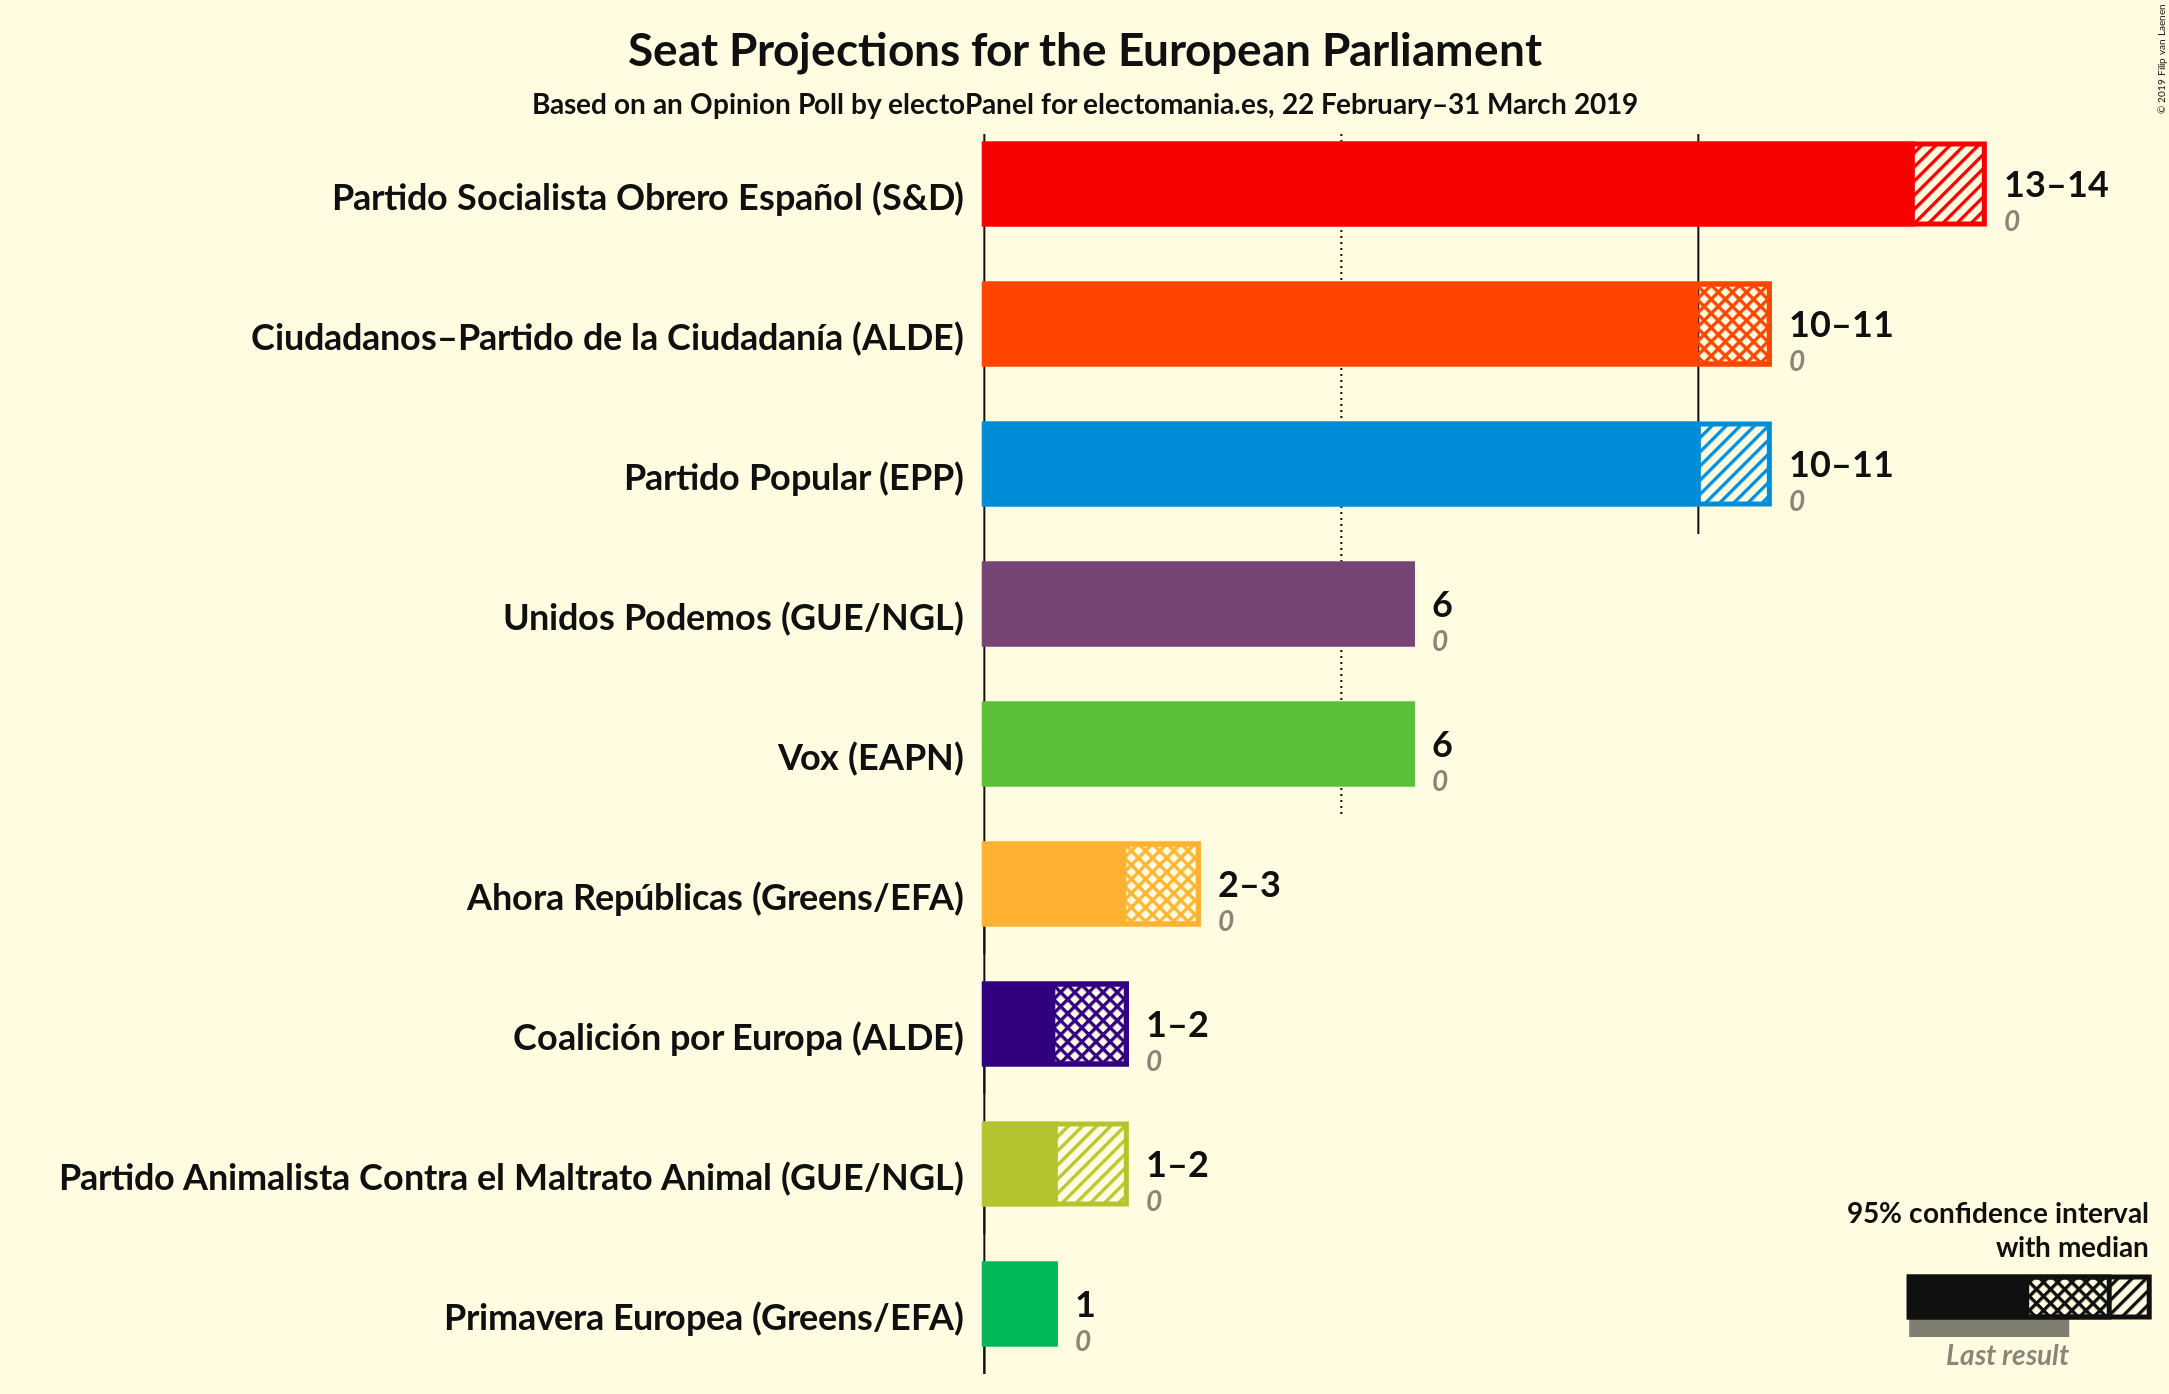 Seat Projections for the European Parliament
Based on an Opinion Poll by electoPanel for electomania.es, 22 February–31 March 2019
© 2019 Filip van Laenen
Partido Socialista Obrero Español (S&D)
13–14
0
Ciudadanos–Partido de la Ciudadanía (ALDE)
10–11
0
Partido Popular (EPP)
10–11
0
Unidos Podemos (GUE/NGL)
6
0
Vox (EAPN)
6
0
Ahora Repúblicas (Greens/EFA)
2–3
0
Coalición por Europa (ALDE)
1–2
0
Partido Animalista Contra el Maltrato Animal (GUE/NGL)
1–2
0
Primavera Europea (Greens/EFA)
1
0
95% confidence interval
with median
Last result